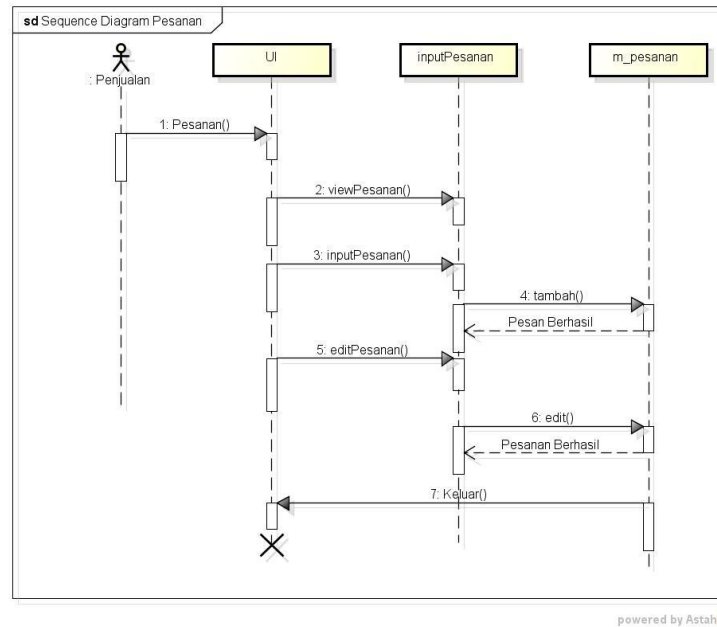 sd Sequence Diagram Pesanan
: Penjualan
UI
inputPesanan
m_pesanan
1: Pesanan()
2: viewPesanan()
3: inputPesanan()
4: tambah()
Pesan Berhasil
5: editPesanan()
6: edit()
Pesanan Berhasil
7: Keluar()
powered by Astah